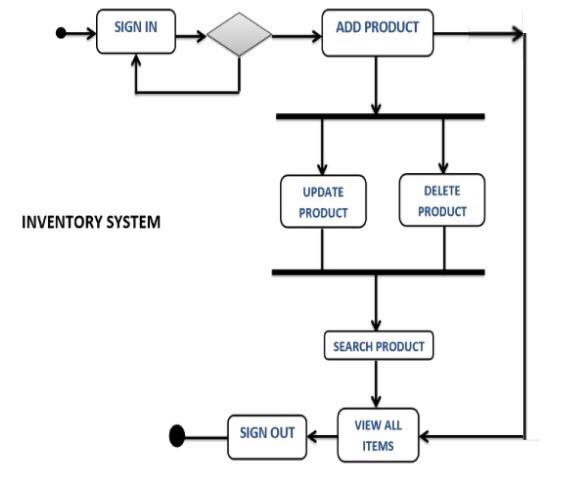 SIGN IN
ADD PRODUCT
UPDATE
PRODUCT
DELETE
PRODUCT
INVENTORY SYSTEM
SEARCH PRODUCT
VIEW ALL
ITEMS
SIGN OUT